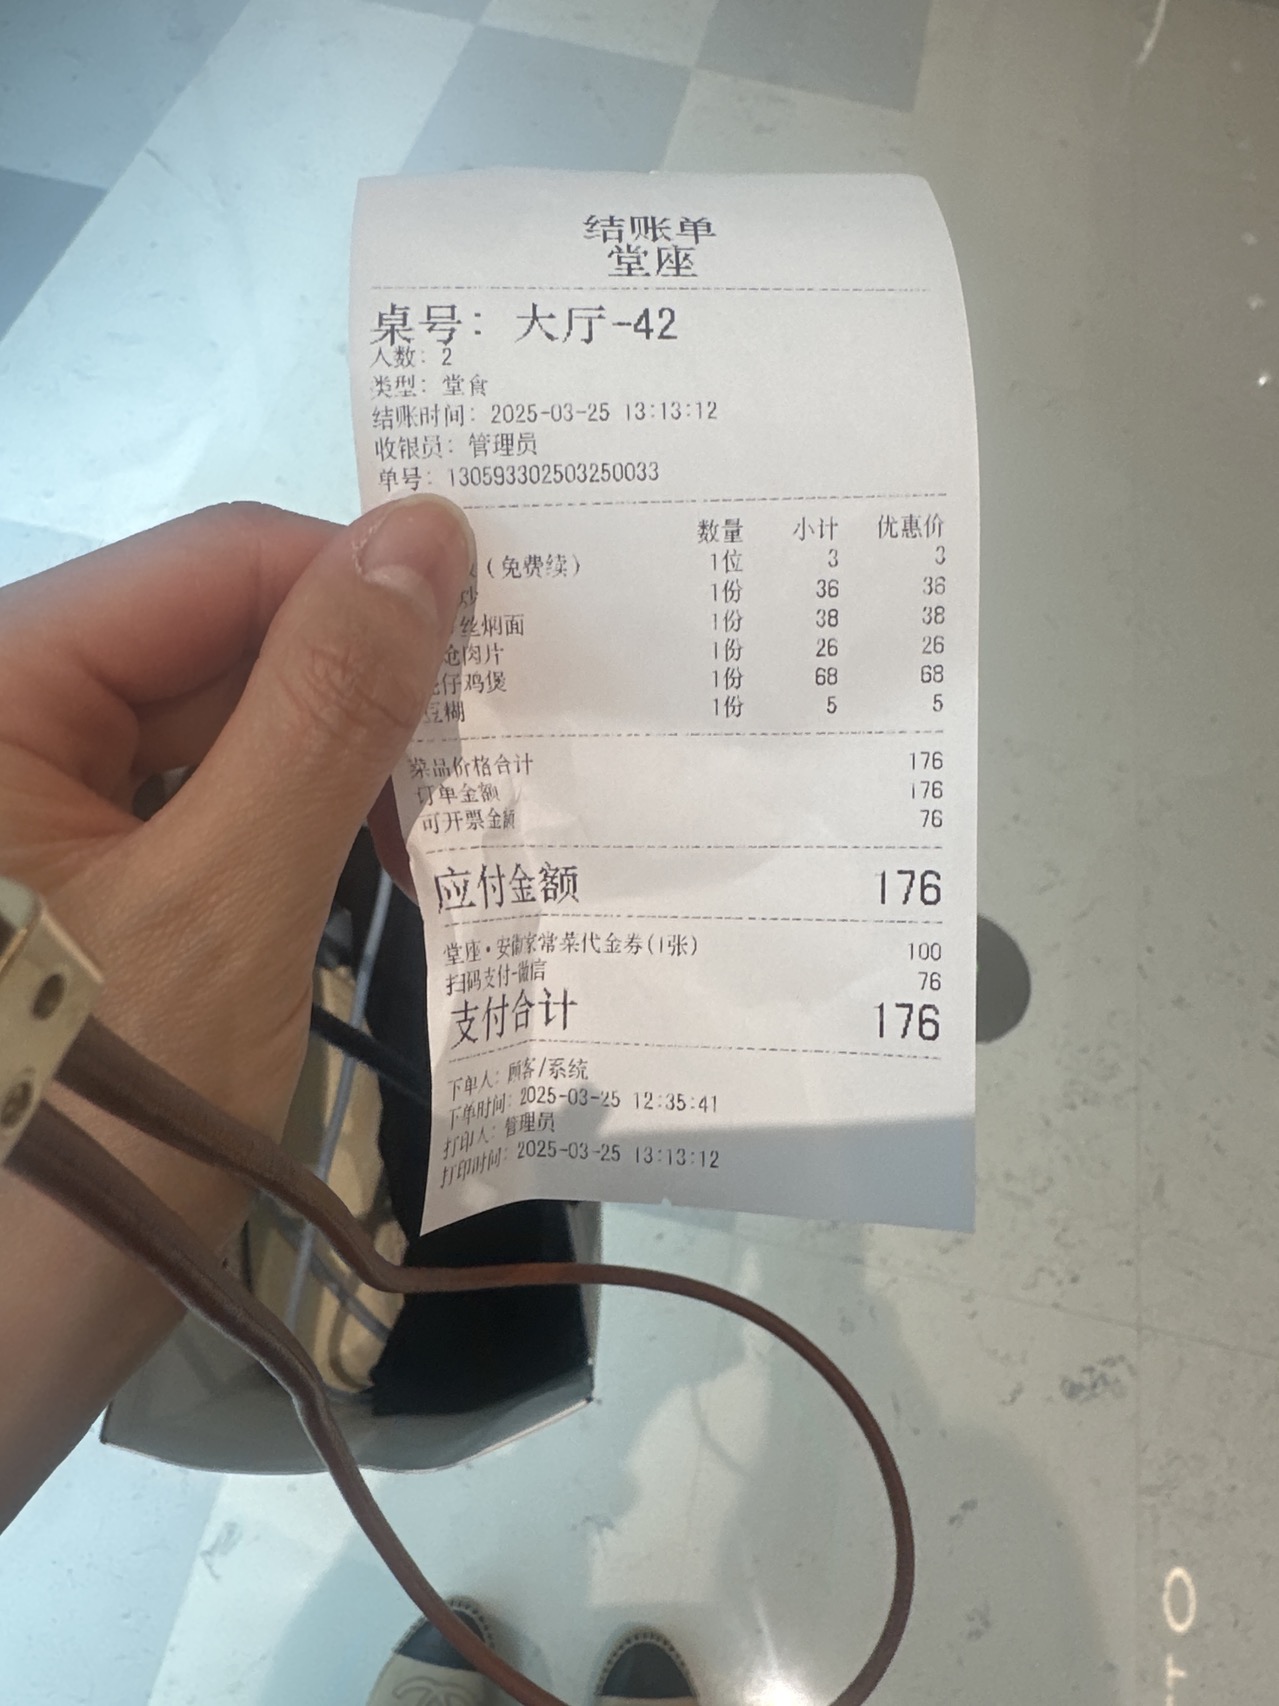 结账单
堂座
桌号: 大厅-42
人数: 2
类型: 堂食
结账时间: 2025-03-25 13:13:12
收银员: 管理员
单号: 130593302503250033
数量 小计 优惠价
(免费续) 1位 3 3
炒 1份 36 36
丝焖面 1份 38 38
肉片 1份 26 26
仔鸡煲 1份 68 68
豆糊 1份 5 5
菜品价格合计 176
订单金额 176
可开票金额 76
应付金额 176
堂座·安徽家常菜代金券(1张) 100
扫码支付-微信 76
支付合计 176
下单人: 顾客/系统
下单时间: 2025-03-25 12:35:41
打印人: 管理员
打印时间: 2025-03-25 13:13:12